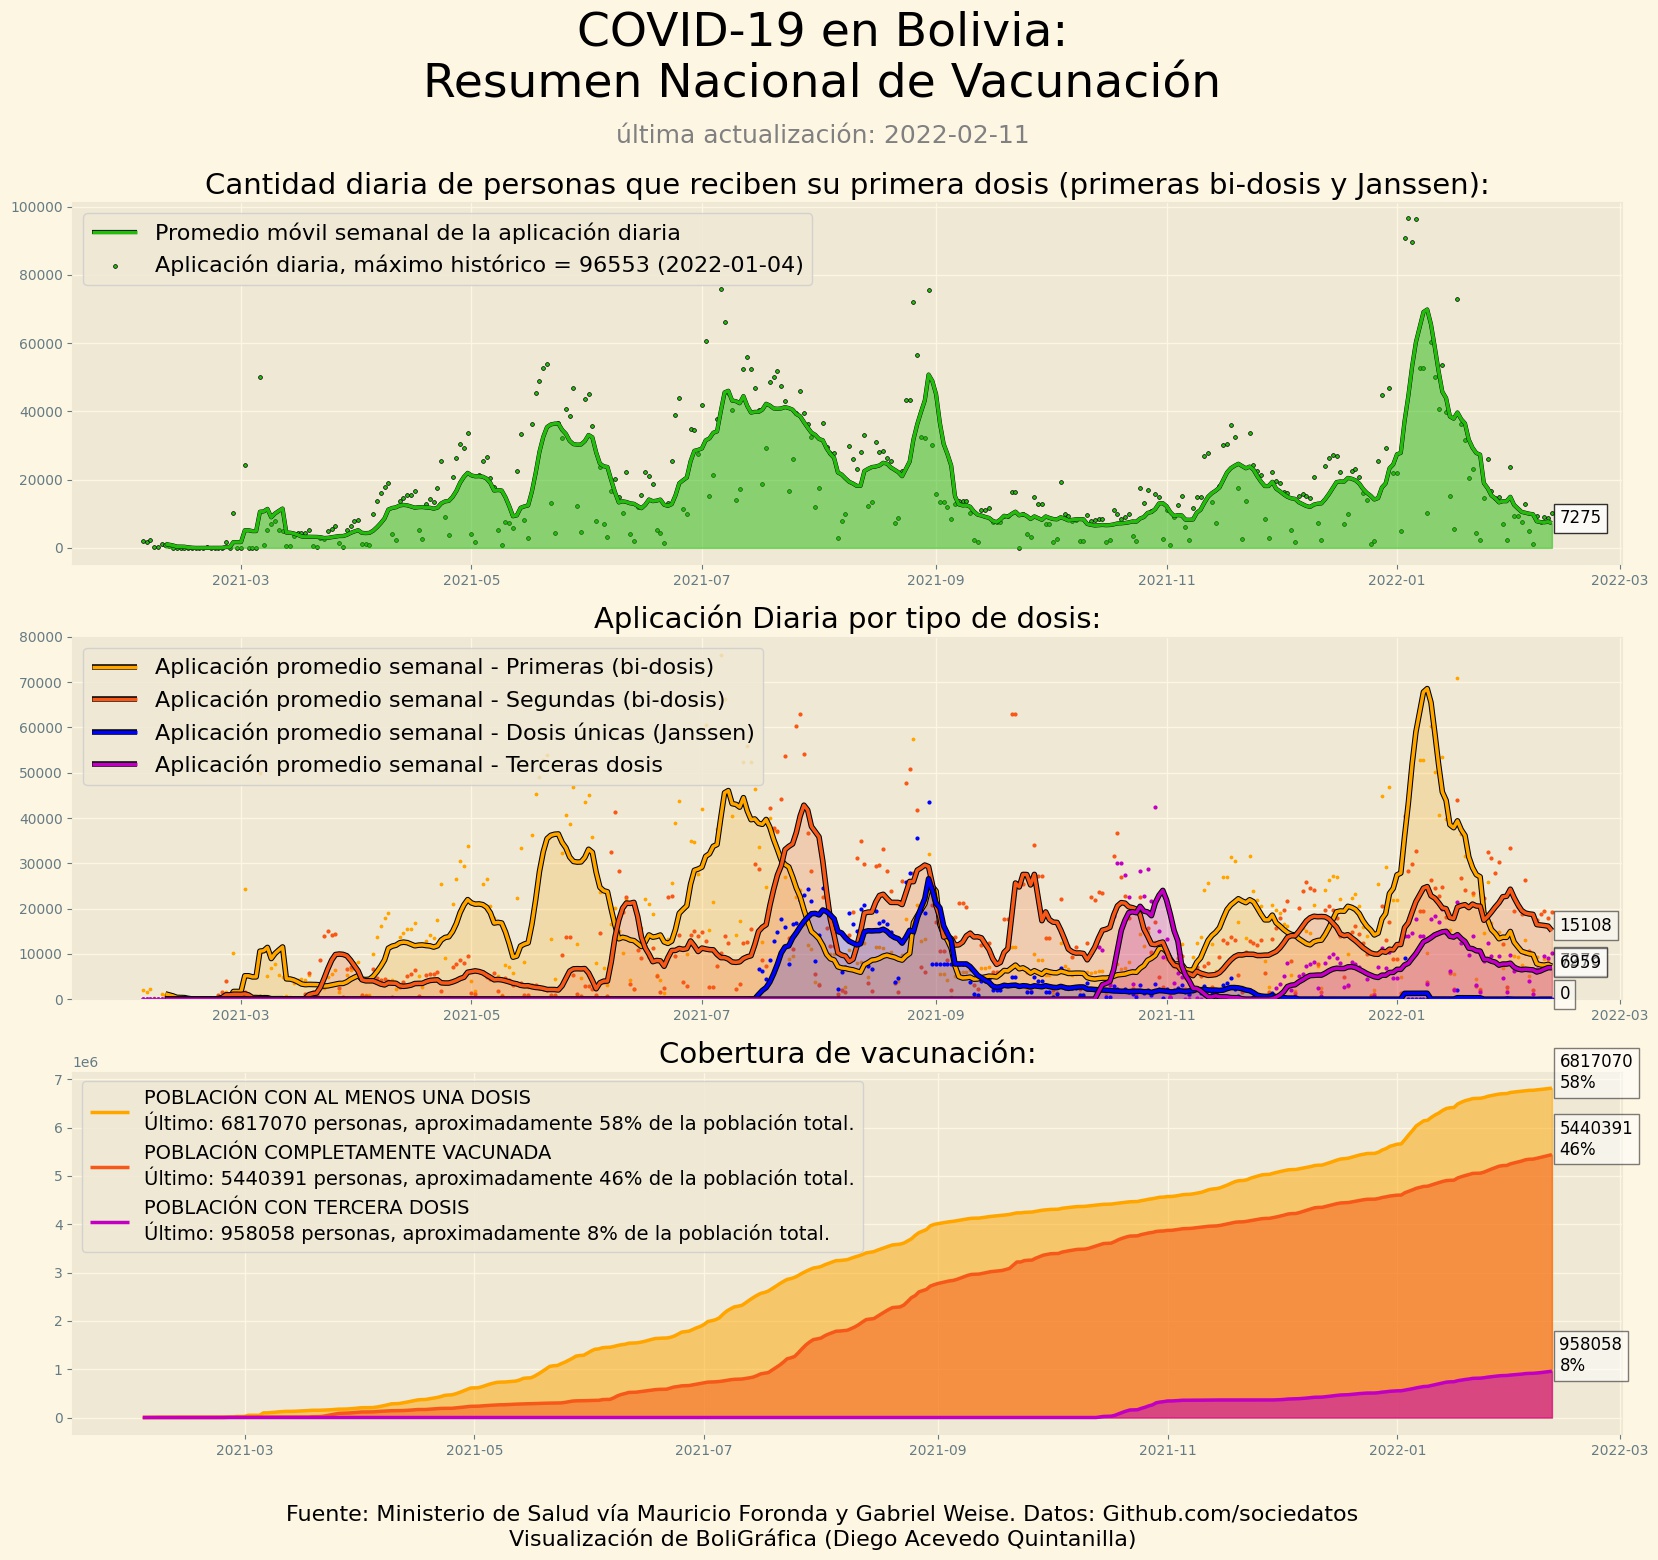 COVID-19 en Bolivia:
Resumen Nacional de Vacunación
última actualización: 2022-02-11
Cantidad diaria de personas que reciben su primera dosis (primeras bi-dosis y Janssen):
100000
80000
60000
40000
20000
0
Promedio móvil semanal de la aplicación diaria
Aplicación diaria, máximo histórico = 96553 (2022-01-04)
7275
2021-03 2021-05 2021-07 2021-09 2021-11 2022-01 2022-03
Aplicación Diaria por tipo de dosis:
80000
70000
60000
50000
40000
30000
20000
10000
0
Aplicación promedio semanal - Primeras (bi-dosis)
Aplicación promedio semanal - Segundas (bi-dosis)
Aplicación promedio semanal - Dosis únicas (Janssen)
Aplicación promedio semanal - Terceras dosis
15108
6959
0
2021-03 2021-05 2021-07 2021-09 2021-11 2022-01 2022-03
Cobertura de vacunación:
1e6
7
6
5
4
3
2
1
0
POBLACIÓN CON AL MENOS UNA DOSIS
Último: 6817070 personas, aproximadamente 58% de la población total.
POBLACIÓN COMPLETAMENTE VACUNADA
Último: 5440391 personas, aproximadamente 46% de la población total.
POBLACIÓN CON TERCERA DOSIS
Último: 958058 personas, aproximadamente 8% de la población total.
6817070
58%
5440391
46%
958058
8%
2021-03 2021-05 2021-07 2021-09 2021-11 2022-01 2022-03
Fuente: Ministerio de Salud vía Mauricio Foronda y Gabriel Weise. Datos: Github.com/sociedatos
Visualización de BoliGráfica (Diego Acevedo Quintanilla)